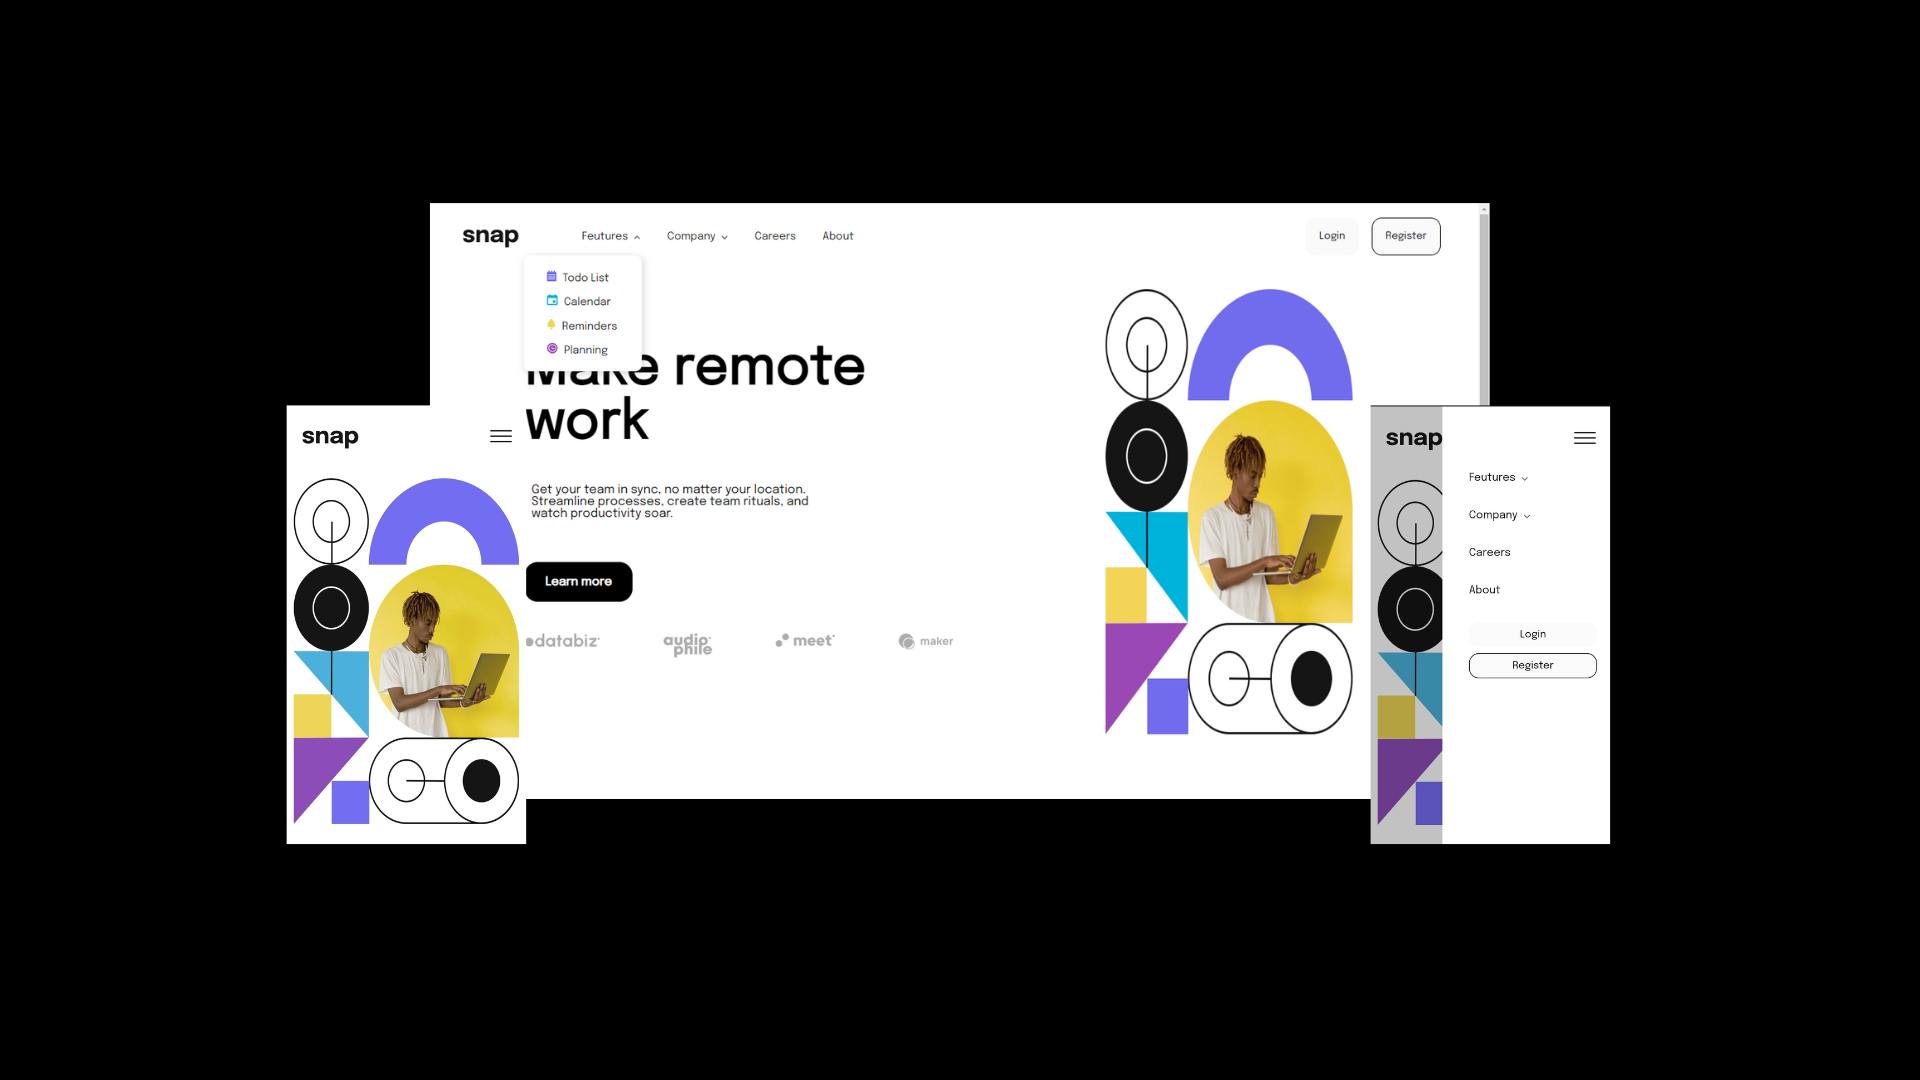 snap
Feutures
Company
Careers
About
Login
Register
Todo List
Calendar
Reminders
Planning
Make remote
work
Get your team in sync, no matter your location.
Streamline processes, create team rituals, and
watch productivity soar.
Learn more
databiz
audiophile
meet
maker
snap
snap
Feutures
Company
Careers
About
Login
Register